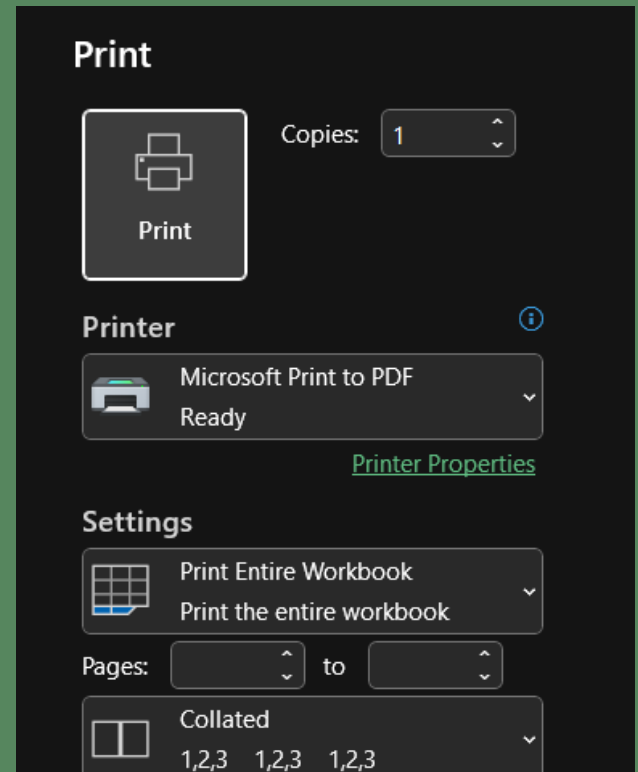 Print
Copies: 1
Print
Printer
Microsoft Print to PDF
Ready
Printer Properties
Settings
Print Entire Workbook
Print the entire workbook
Pages: to
Collated
1,2,3 1,2,3 1,2,3